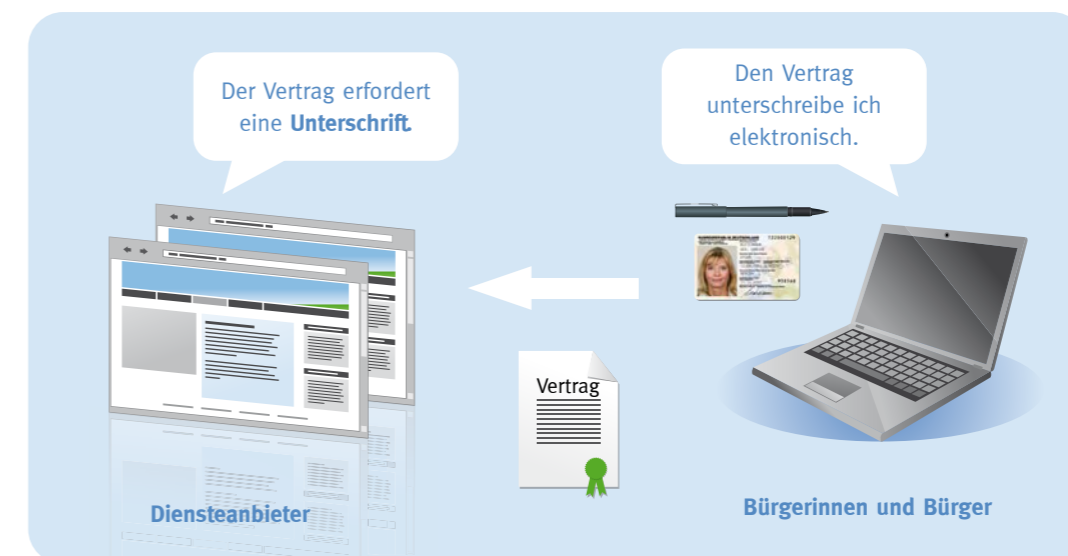 Der Vertrag erfordert
eine Unterschrift.
Den Vertrag
unterschreibe ich
elektronisch.
Vertrag
Diensteanbieter
Bürgerinnen und Bürger